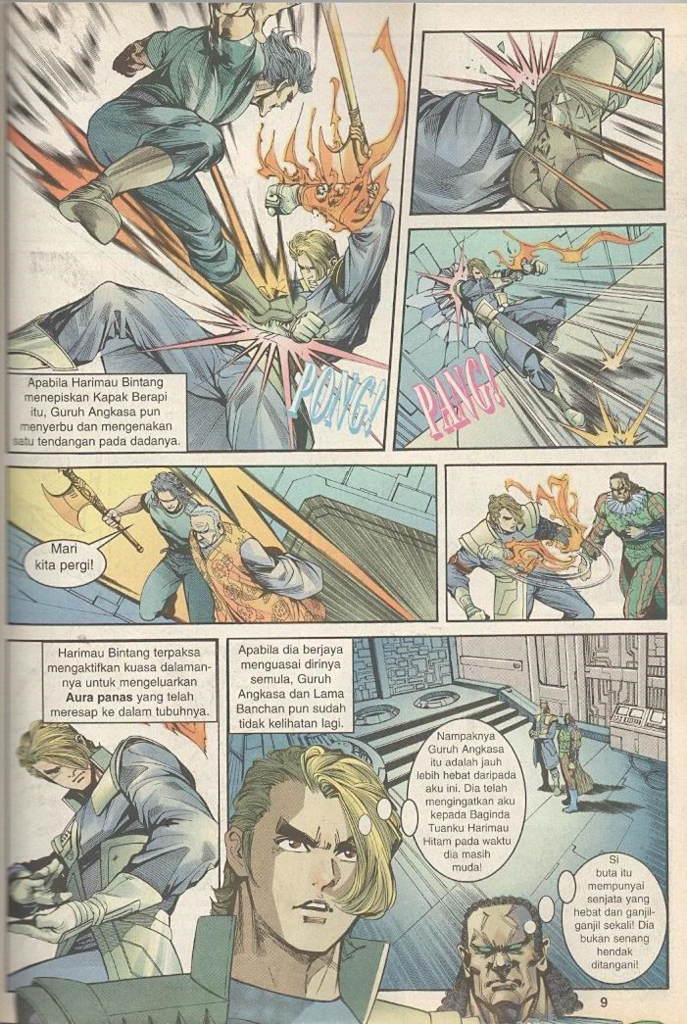 Apabila Harimau Bintang
menepiskan Kapak Berapi
itu, Guruh Angkasa pun
menyerbu dan mengenakan
satu tendangan pada dadanya.
PONG!
PANG!
Mari
kita pergi!
Harimau Bintang terpaksa
mengaktifkan kuasa dalaman-
nya untuk mengeluarkan
Aura panas yang telah
meresap ke dalam tubuhnya.
Apabila dia berjaya
menguasai dirinya
semula, Guruh
Angkasa dan Lama
Banchan pun sudah
tidak kelihatan lagi.
Nampaknya
Guruh Angkasa
itu adalah jauh
lebih hebat daripada
aku ini. Dia telah
mengingatkan aku
kepada Baginda
Tuanku Harimau
Hitam pada waktu
dia masih
muda!
Si
buta itu
mempunyai
senjata yang
hebat dan ganjil-
ganjil sekali! Dia
bukan senang
hendak
ditangani!
9